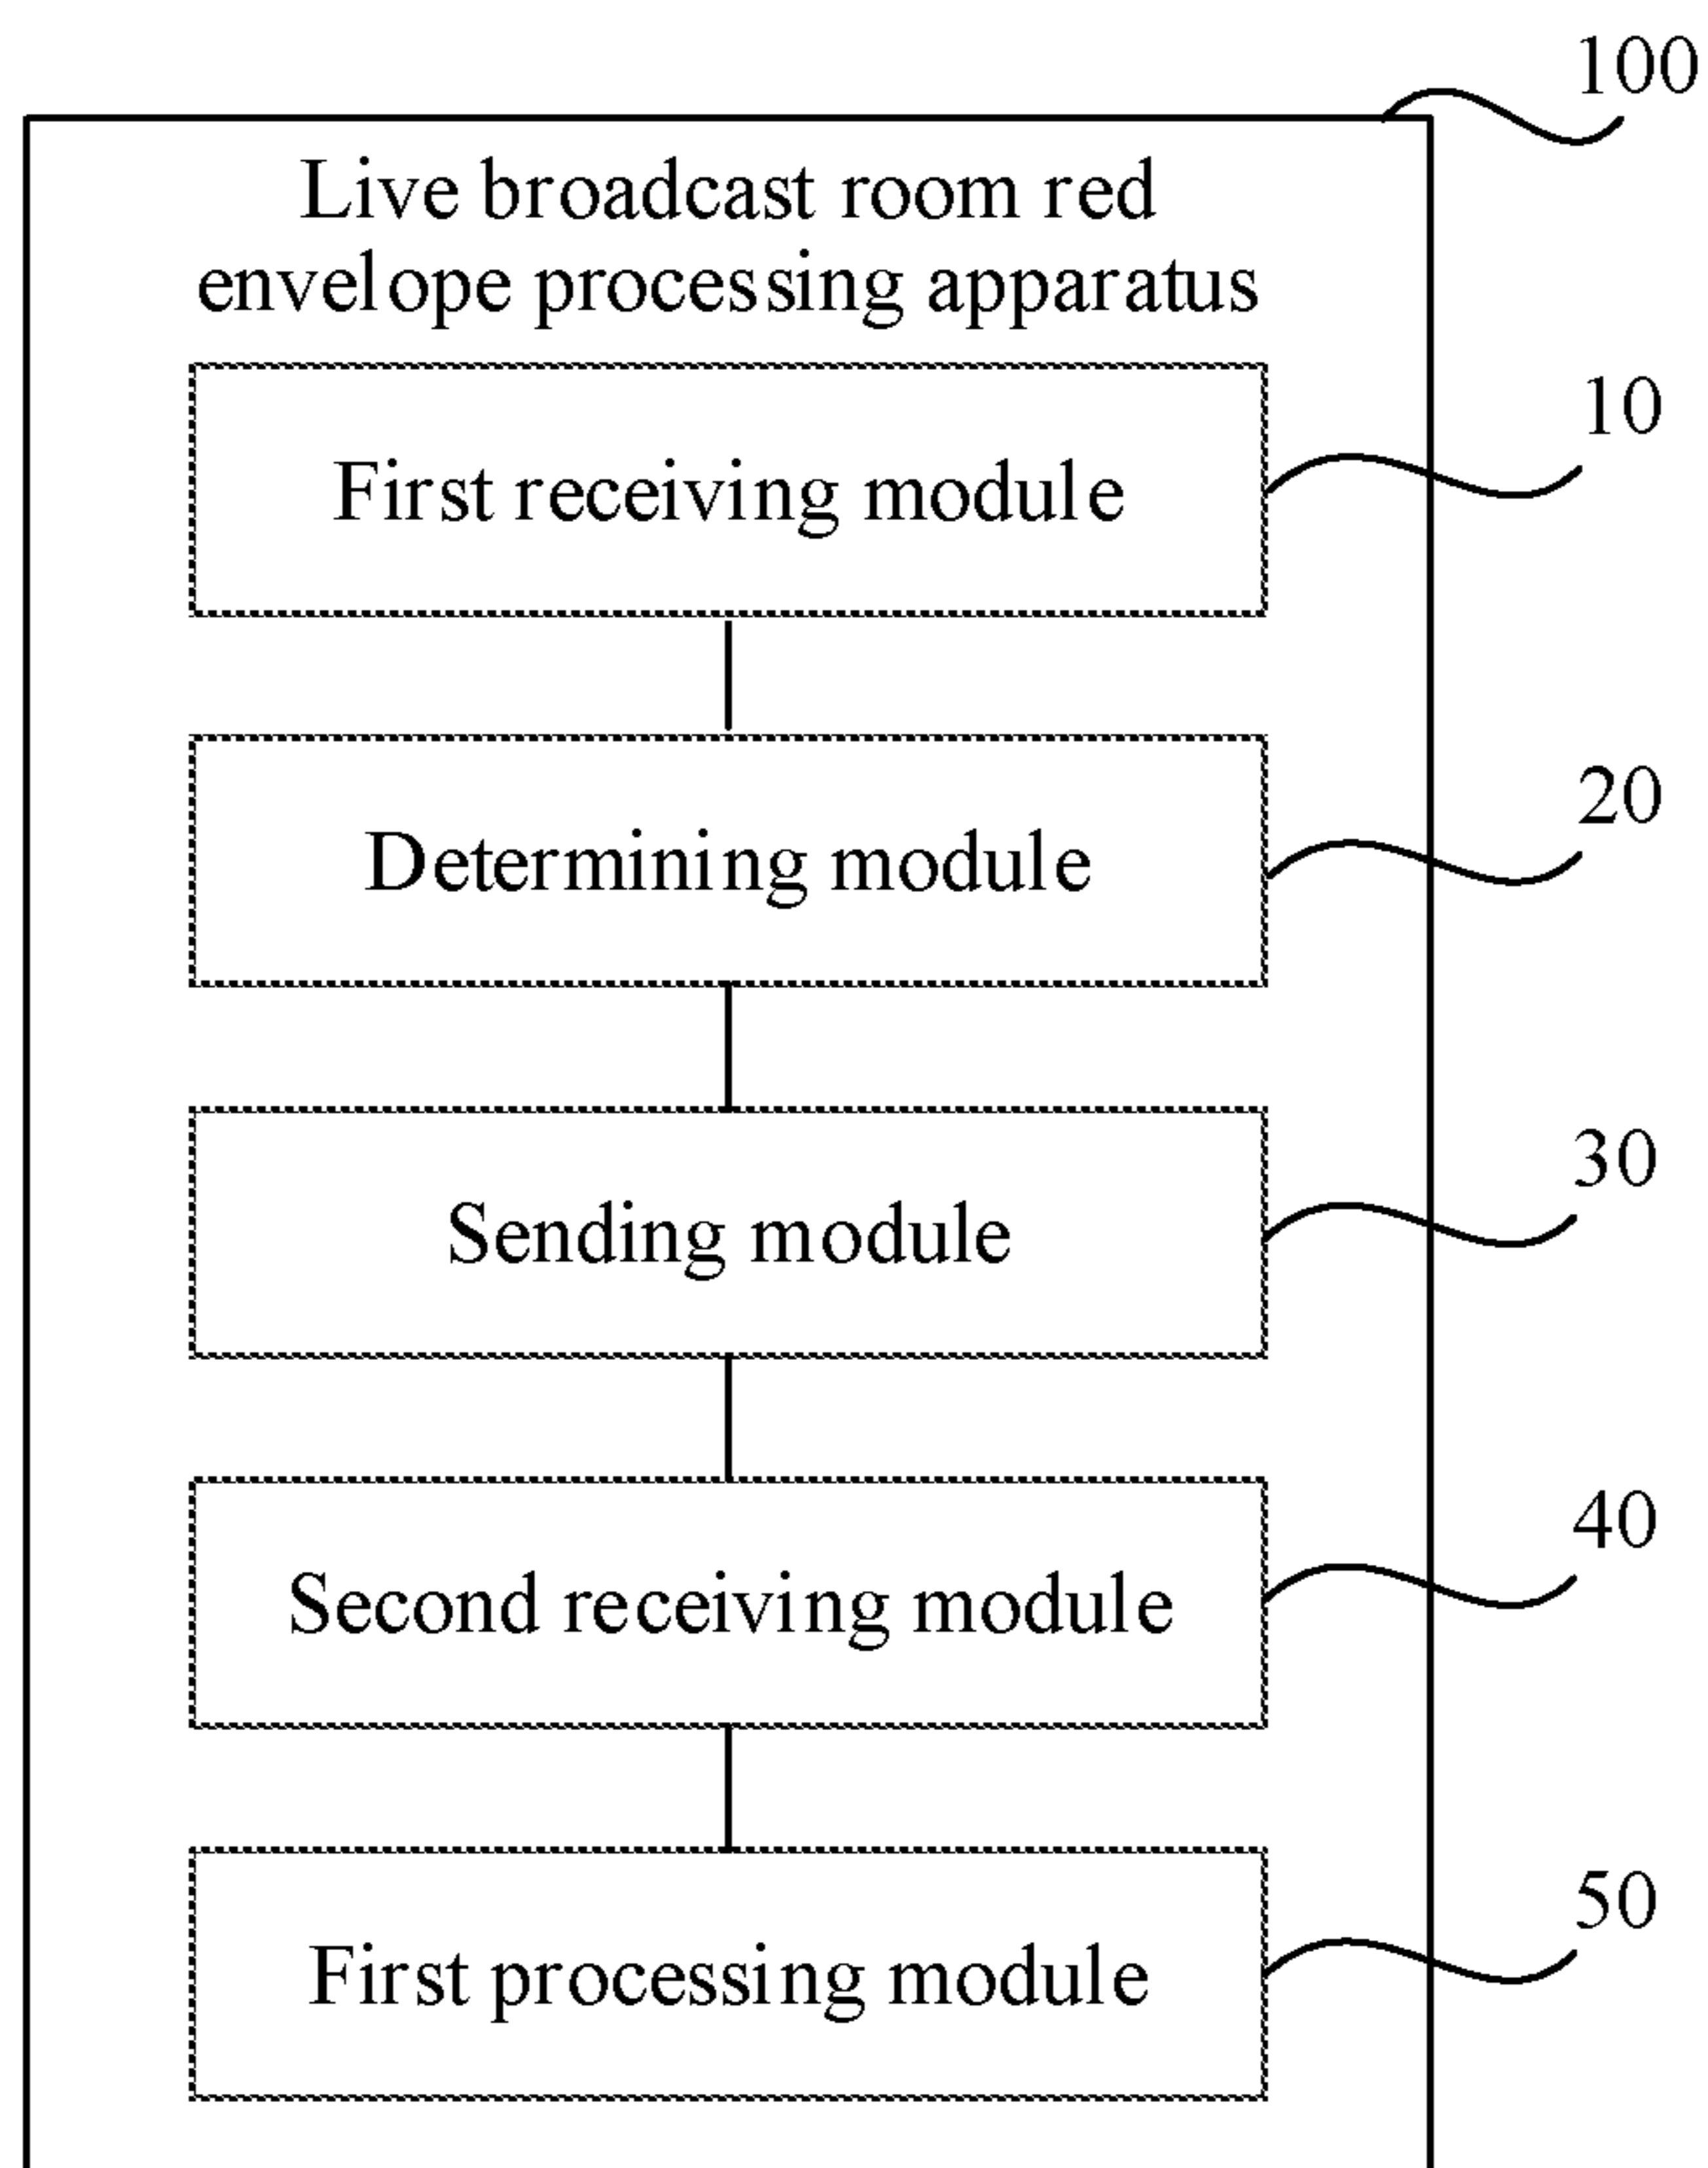 100
Live broadcast room red
envelope processing apparatus
10
First receiving module
20
Determining module
30
Sending module
40
Second receiving module
50
First processing module